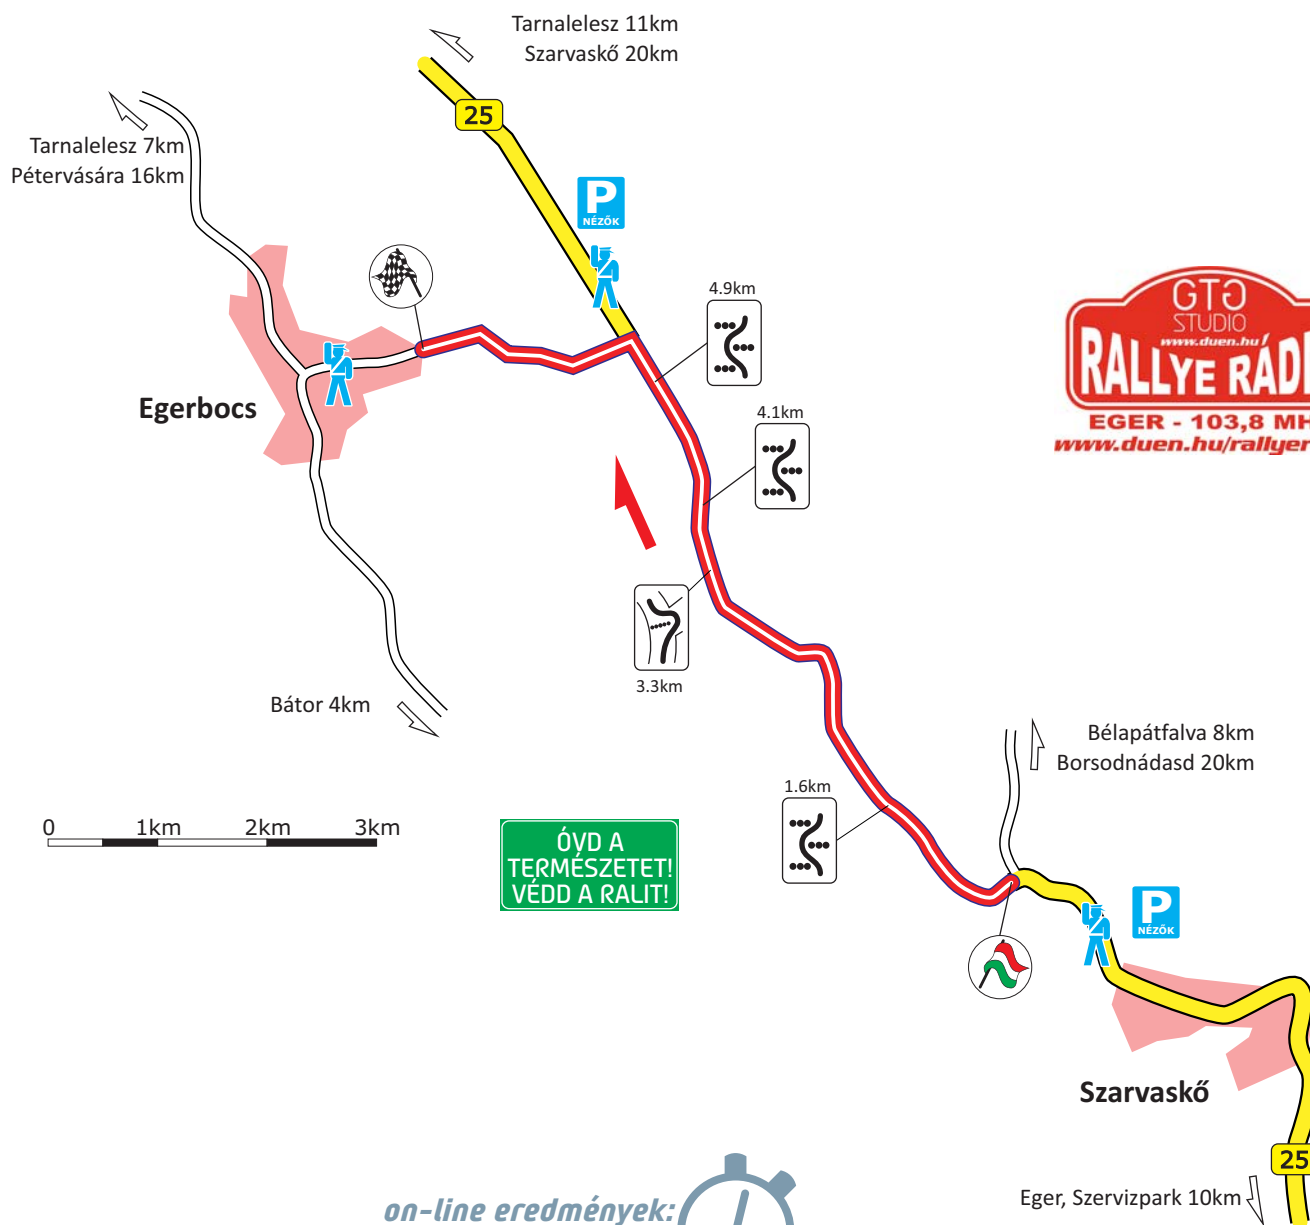 Tarnalelesz 11km
Szarvaskő 20km
25
Tarnalelesz 7km
Pétervására 16km
P
NÉZŐK
4.9km
GTG
STUDIO
www.duen.hu
RALLYE RÁDI
EGER - 103,8 MH
www.duen.hu/rallyer
Egerbocs
4.1km
3.3km
Bátor 4km
Bélapátfalva 8km
Borsodnádasd 20km
1.6km
0 1km 2km 3km
ÓVD A
TERMÉSZETET!
VÉDD A RALIT!
P
NÉZŐK
Szarvaskő
25
Eger, Szervizpark 10km
on-line eredmények: